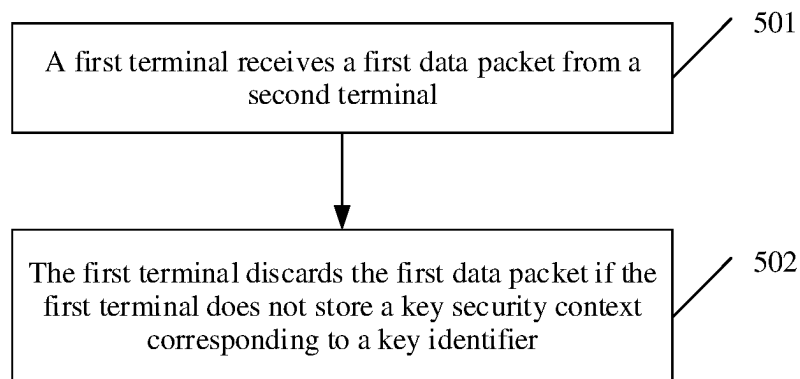 501
A first terminal receives a first data packet from a
second terminal
502
The first terminal discards the first data packet if the
first terminal does not store a key security context
corresponding to a key identifier